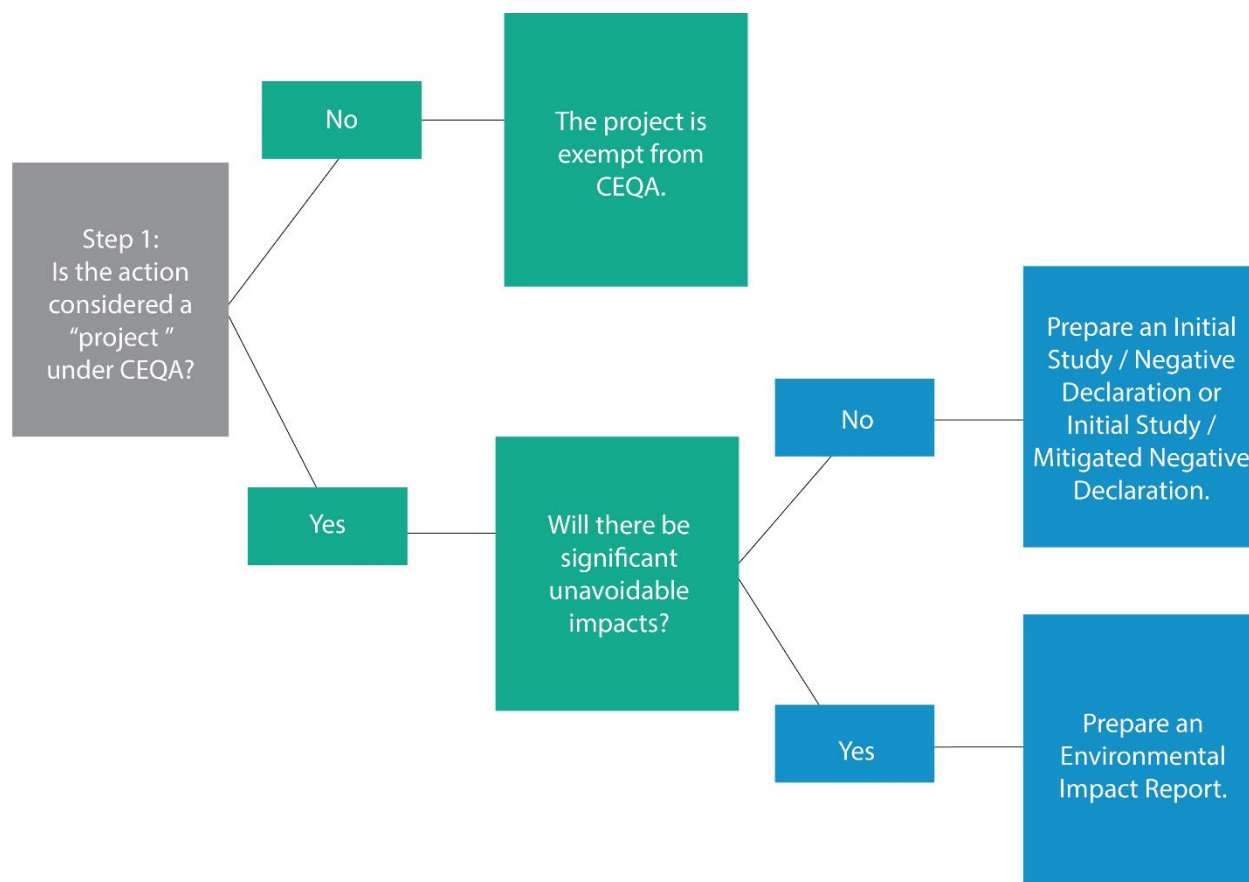 Step 1:
Is the action
considered a
“project ”
under CEQA?
No
The project is
exempt from
CEQA.
Yes
Will there be
significant
unavoidable
impacts?
No
Prepare an Initial
Study / Negative
Declaration or
Initial Study /
Mitigated Negative
Declaration.
Yes
Prepare an
Environmental
Impact Report.